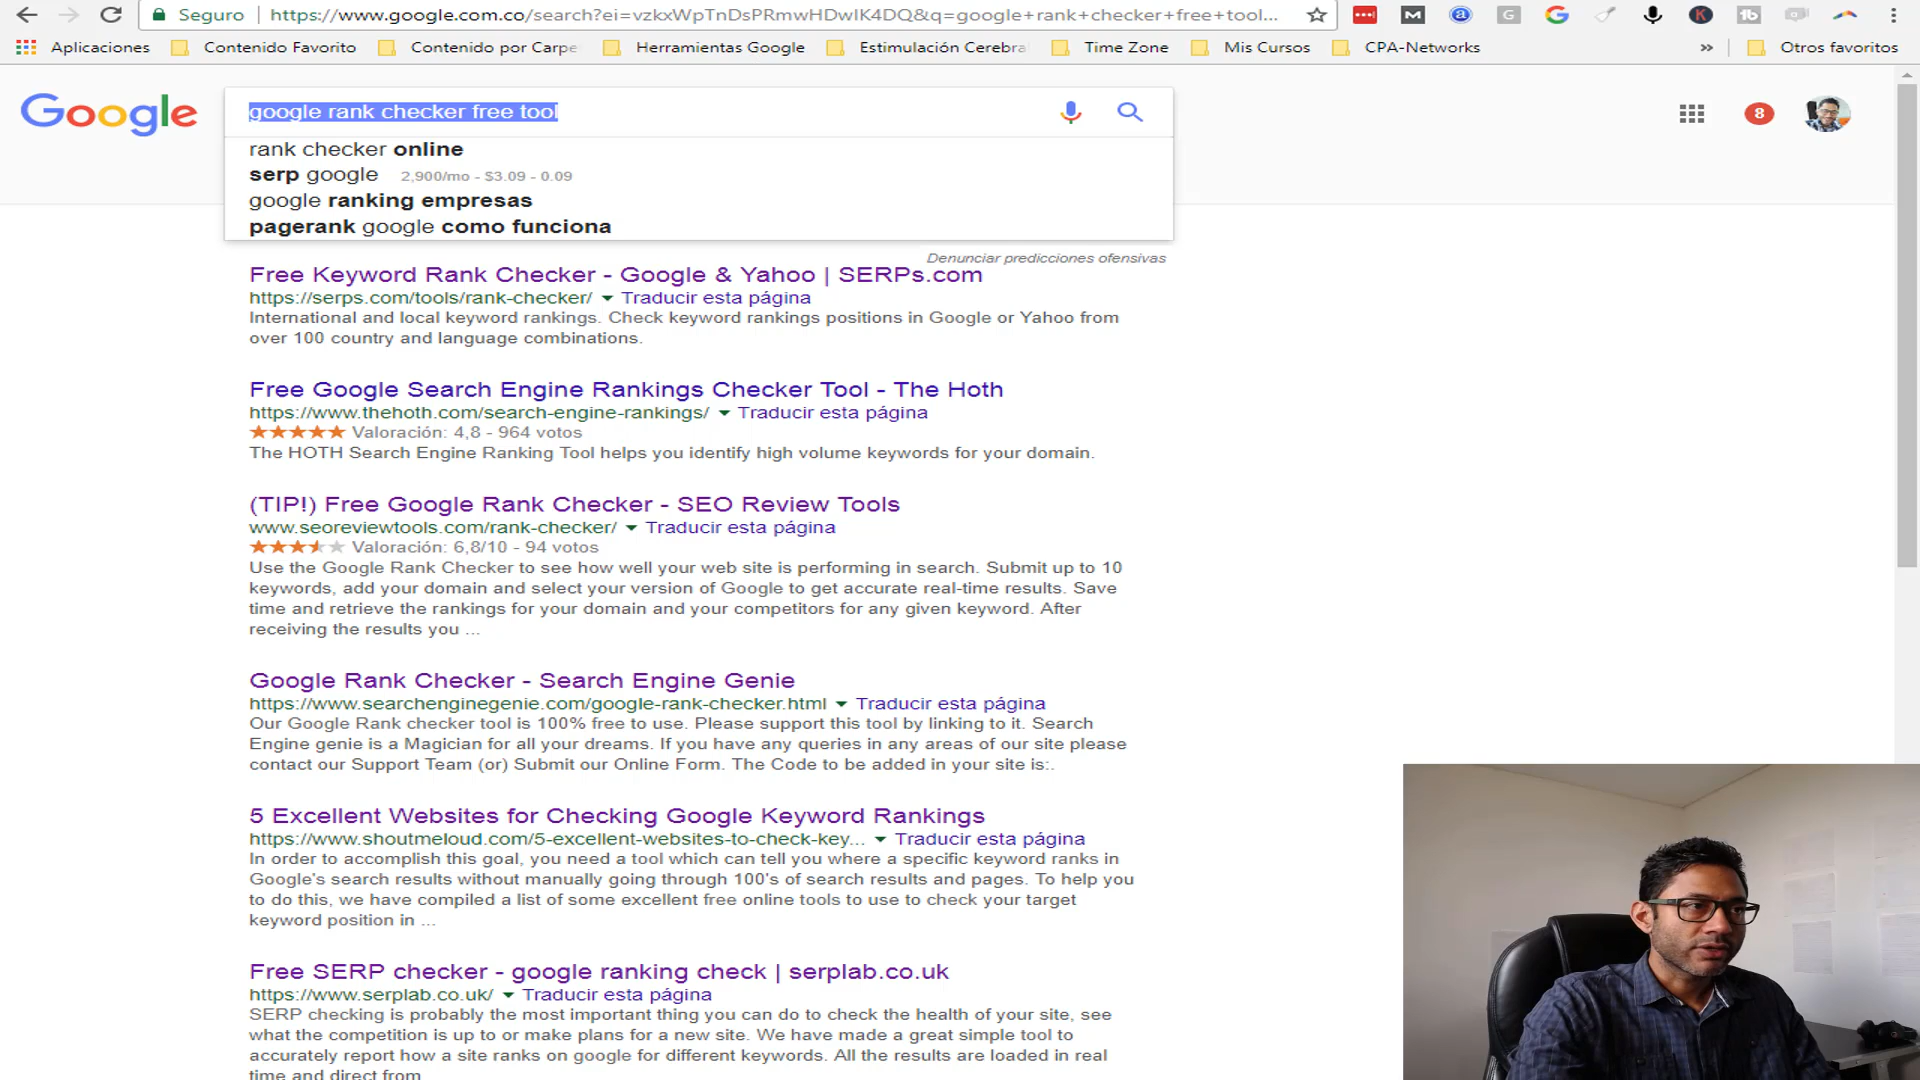 Seguro
https://www.google.com.co/search?ei=vzkxWpTnDsPRmwHDwIK4DQ&q=google+rank+checker+free+tool...
Aplicaciones
Contenido Favorito
Contenido por Carpe
Herramientas Google
Estimulación Cerebra
Time Zone
Mis Cursos
CPA-Networks
»
Otros favoritos
Google
google rank checker free tool
8
rank checker online
serp google 2,900/mo - $3.09 - 0.09
google ranking empresas
pagerank google como funciona
Denunciar predicciones ofensivas
Free Keyword Rank Checker - Google & Yahoo | SERPs.com
https://serps.com/tools/rank-checker/ Traducir esta página
International and local keyword rankings. Check keyword rankings positions in Google or Yahoo from
over 100 country and language combinations.
Free Google Search Engine Rankings Checker Tool - The Hoth
https://www.thehoth.com/search-engine-rankings/ Traducir esta página
Valoración: 4,8 - 964 votos
The HOTH Search Engine Ranking Tool helps you identify high volume keywords for your domain.
(TIP!) Free Google Rank Checker - SEO Review Tools
www.seoreviewtools.com/rank-checker/ Traducir esta página
Valoración: 6,8/10 - 94 votos
Use the Google Rank Checker to see how well your web site is performing in search. Submit up to 10
keywords, add your domain and select your version of Google to get accurate real-time results. Save
time and retrieve the rankings for your domain and your competitors for any given keyword. After
receiving the results you ...
Google Rank Checker - Search Engine Genie
https://www.searchenginegenie.com/google-rank-checker.html Traducir esta página
Our Google Rank checker tool is 100% free to use. Please support this tool by linking to it. Search
Engine genie is a Magician for all your dreams. If you have any queries in any areas of our site please
contact our Support Team (or) Submit our Online Form. The Code to be added in your site is:.
5 Excellent Websites for Checking Google Keyword Rankings
https://www.shoutmeloud.com/5-excellent-websites-to-check-key... Traducir esta página
In order to accomplish this goal, you need a tool which can tell you where a specific keyword ranks in
Google's search results without manually going through 100's of search results and pages. To help you
to do this, we have compiled a list of some excellent free online tools to use to check your target
keyword position in ...
Free SERP checker - google ranking check | serplab.co.uk
https://www.serplab.co.uk/ Traducir esta página
SERP checking is probably the most important thing you can do to check the health of your site, see
what the competition is up to or make plans for a new site. We have made a great simple tool to
accurately report how a site ranks on google for different keywords. All the results are loaded in real
time and direct from